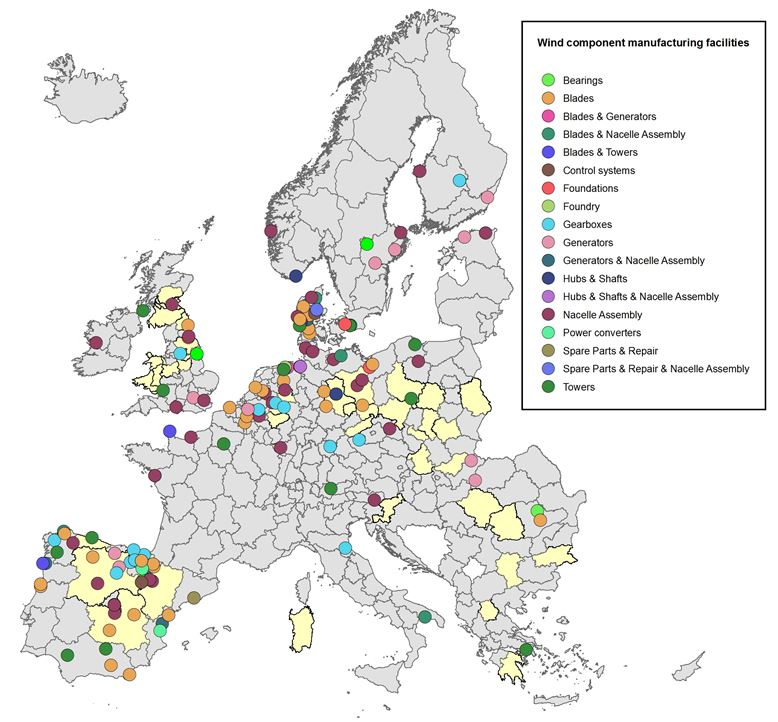 Wind component manufacturing facilities
Bearings
Blades
Blades & Generators
Blades & Nacelle Assembly
Blades & Towers
Control systems
Foundations
Foundry
Gearboxes
Generators
Generators & Nacelle Assembly
Hubs & Shafts
Hubs & Shafts & Nacelle Assembly
Nacelle Assembly
Power converters
Spare Parts & Repair
Spare Parts & Repair & Nacelle Assembly
Towers